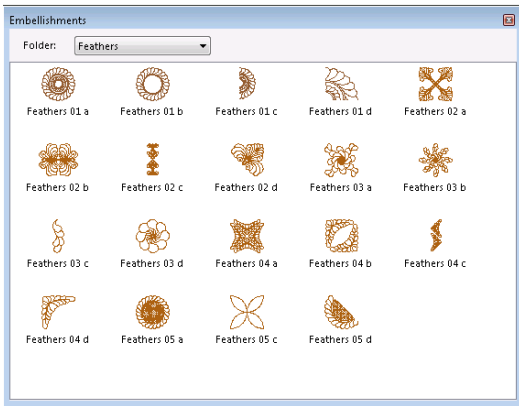 Embellishments
Folder: Feathers
Feathers 01 a Feathers 01 b Feathers 01 c Feathers 01 d Feathers 02 a
Feathers 02 b Feathers 02 c Feathers 02 d Feathers 03 a Feathers 03 b
Feathers 03 c Feathers 03 d Feathers 04 a Feathers 04 b Feathers 04 c
Feathers 04 d Feathers 05 a Feathers 05 c Feathers 05 d